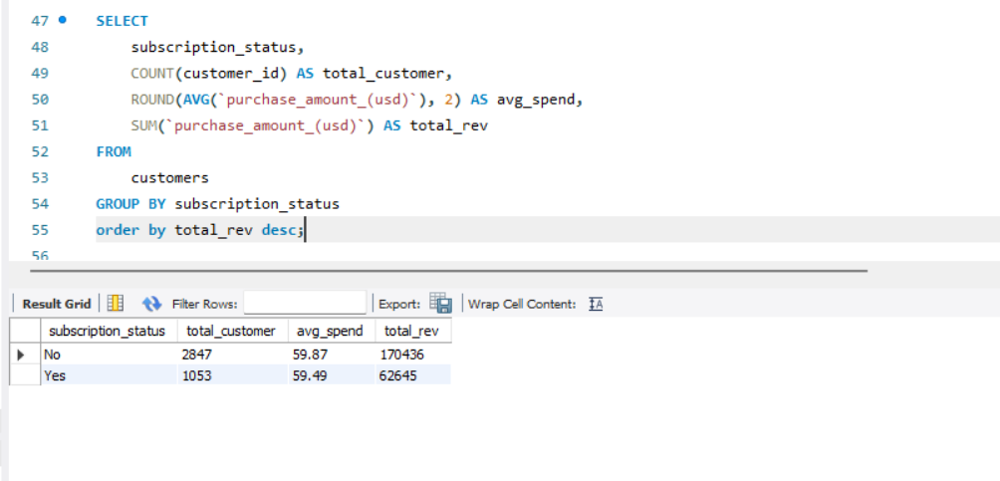 47 SELECT
48 subscription_status,
49 COUNT(customer_id) AS total_customer,
50 ROUND(AVG(`purchase_amount_(usd)`), 2) AS avg_spend,
51 SUM(`purchase_amount_(usd)`) AS total_rev
52 FROM
53 customers
54 GROUP BY subscription_status
55 order by total_rev desc;
56
Result Grid Filter Rows: Export: Wrap Cell Content: IA
subscription_status total_customer avg_spend total_rev
No 2847 59.87 170436
Yes 1053 59.49 62645